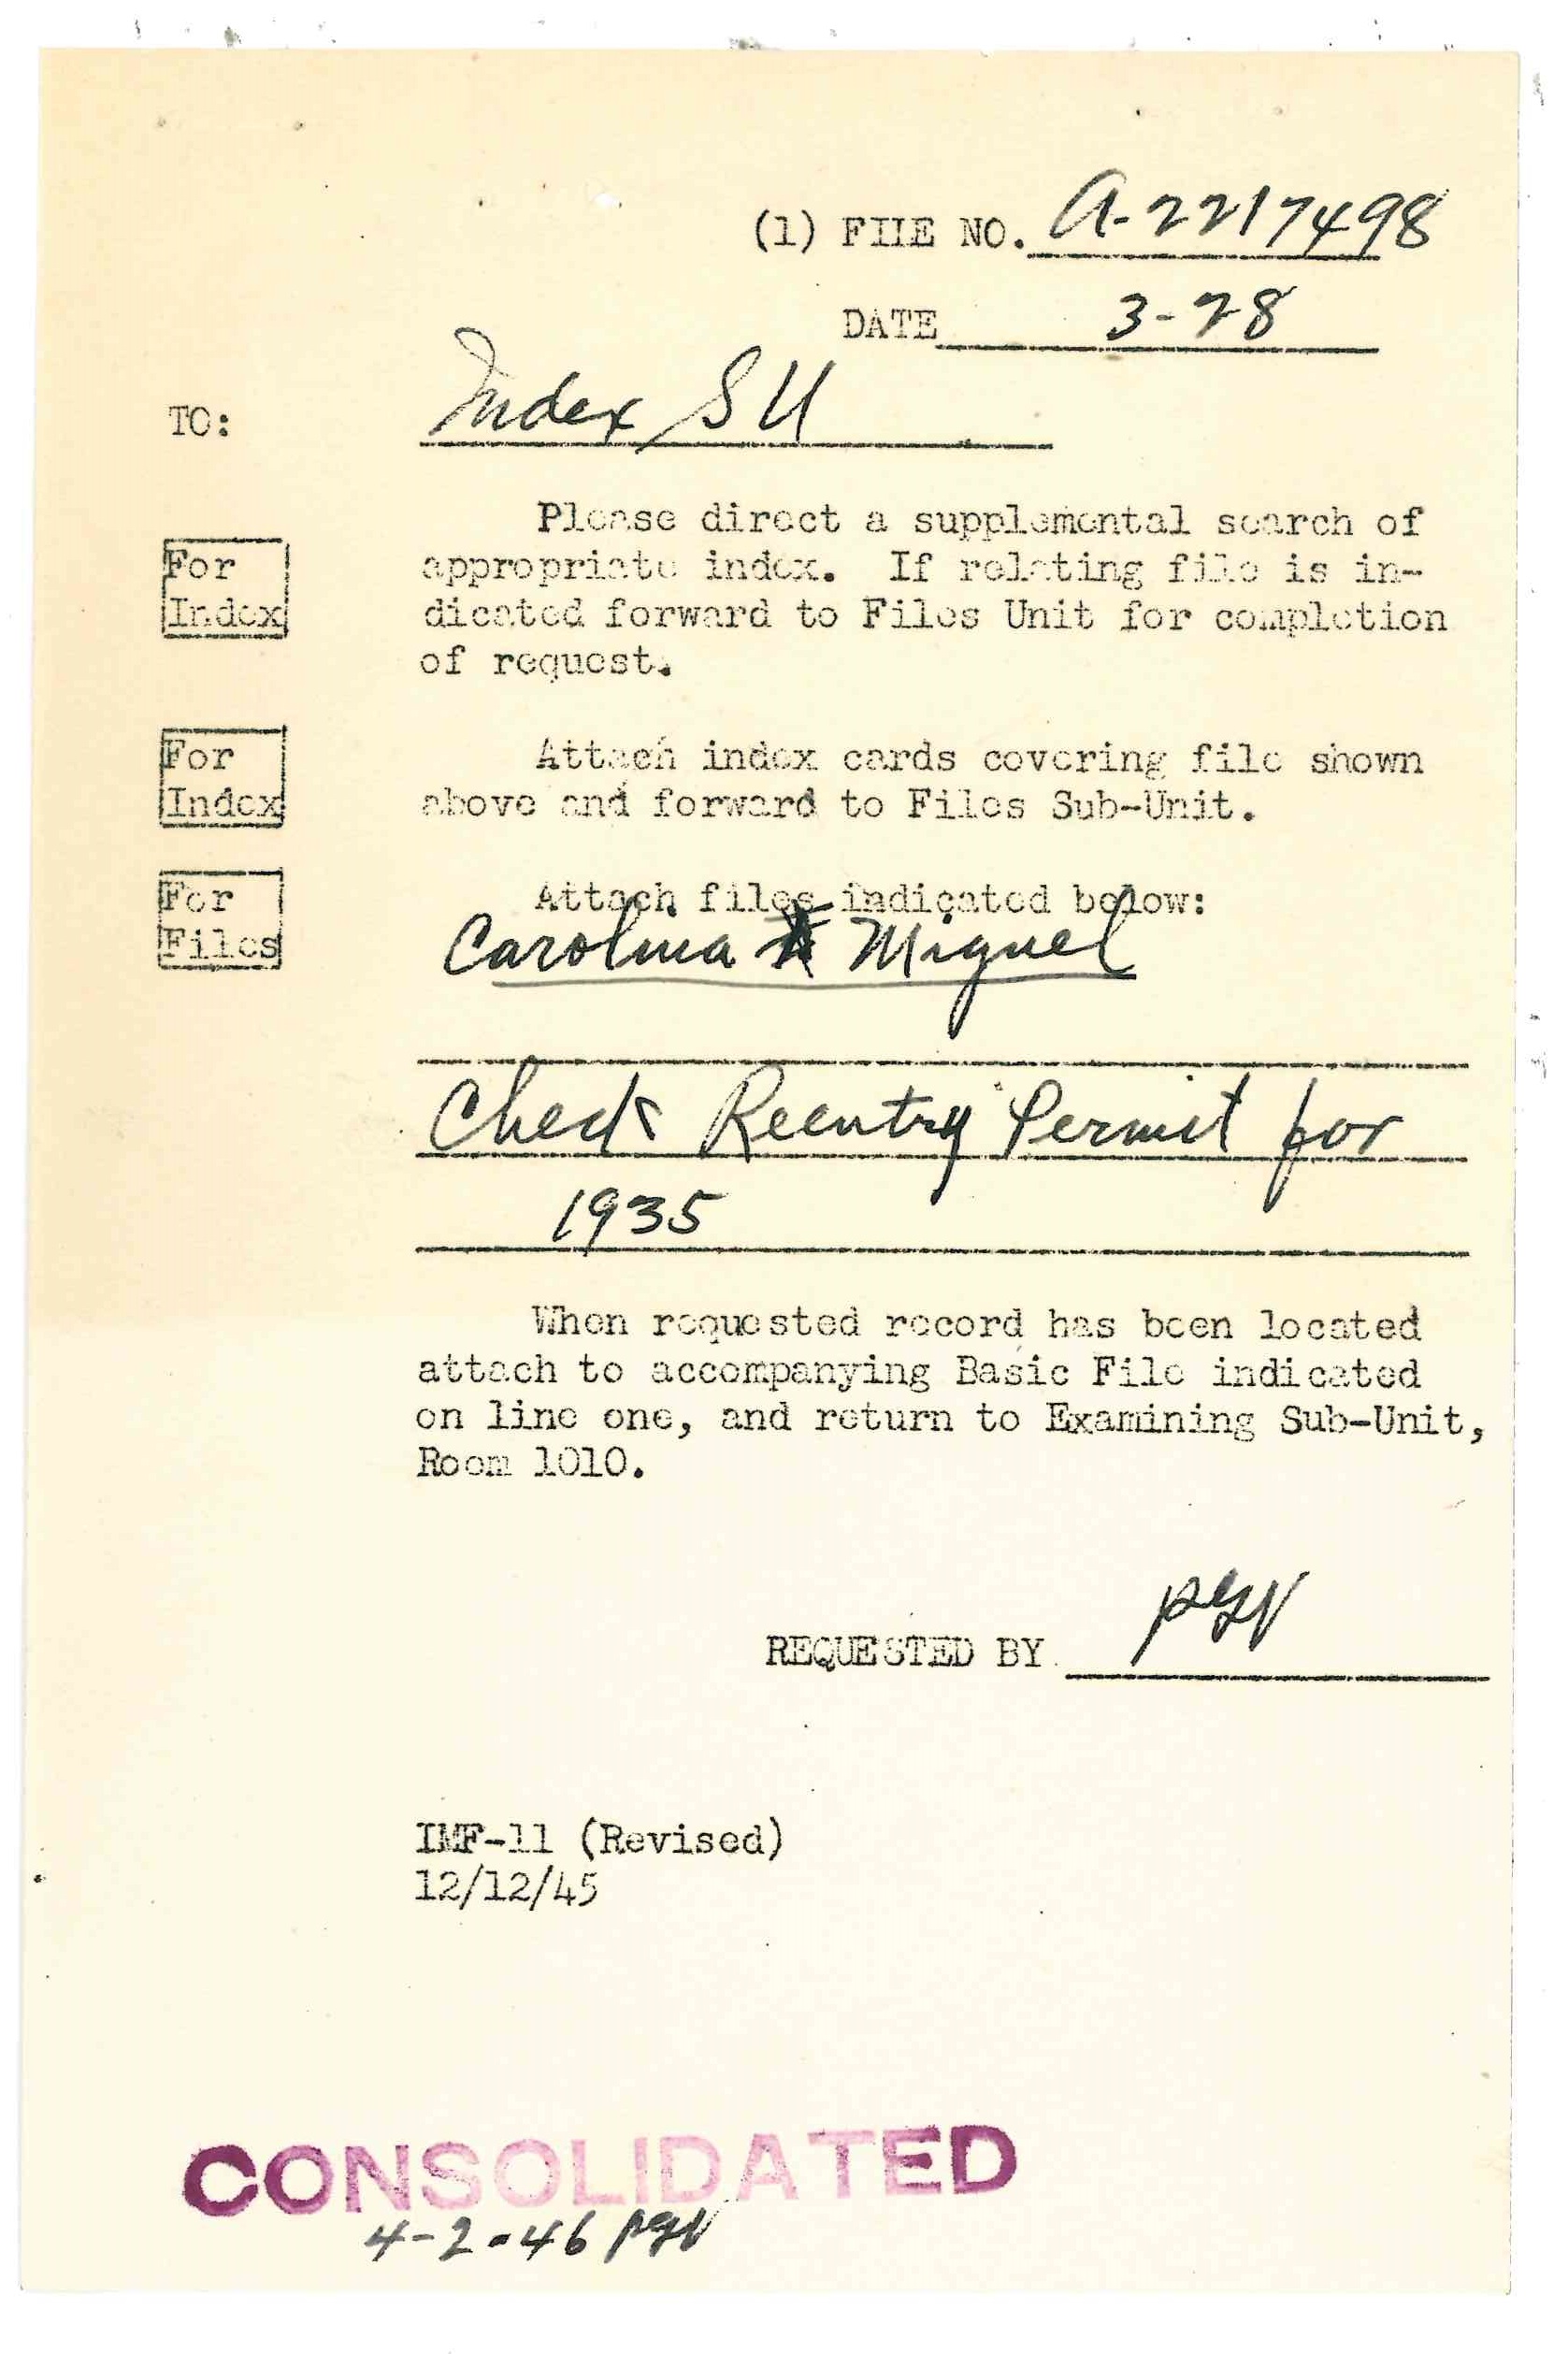 (1) FILE NO. A-2217498
DATE 3-28
TO: Index SU
Please direct a supplemental search of
For appropriate index. If relating file is in-
Index dicated forward to Files Unit for completion
of request.
For Attach index cards covering file shown
Index above and forward to Files Sub-Unit.
For Attach files indicated below:
Files Carolina Miguel
Check Reentry Permit for
1935
When requested record has been located
attach to accompanying Basic File indicated
on line one, and return to Examining Sub-Unit,
Room 1010.
REQUESTED BY
IMF-11 (Revised)
12/12/45
CONSOLIDATED
4-2-46